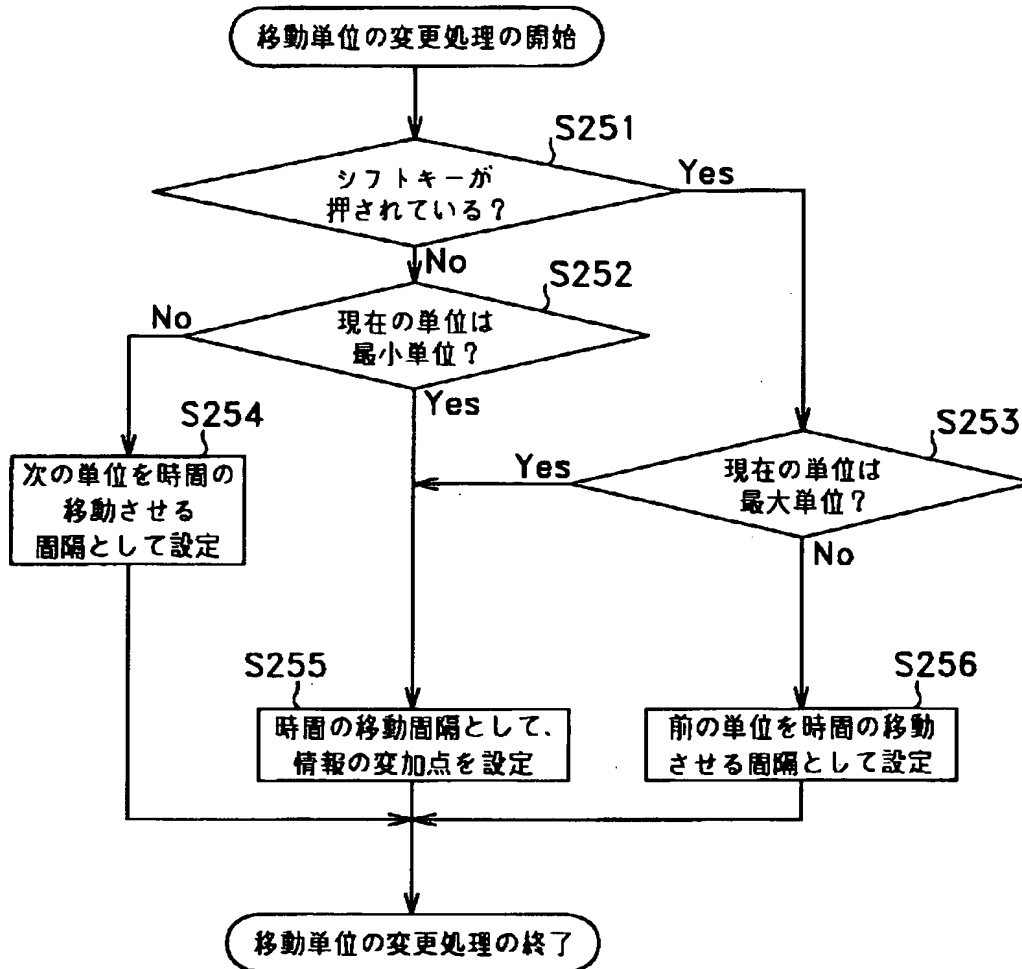 移動単位の変更処理の開始
S251
シフトキーが
押されている？
Yes
No
S252
現在の単位は
最小単位？
No
Yes
S254
次の単位を時間の
移動させる
間隔として設定
S253
現在の単位は
最大単位？
Yes
No
S255
時間の移動間隔として、
情報の変加点を設定
S256
前の単位を時間の移動
させる間隔として設定
移動単位の変更処理の終了